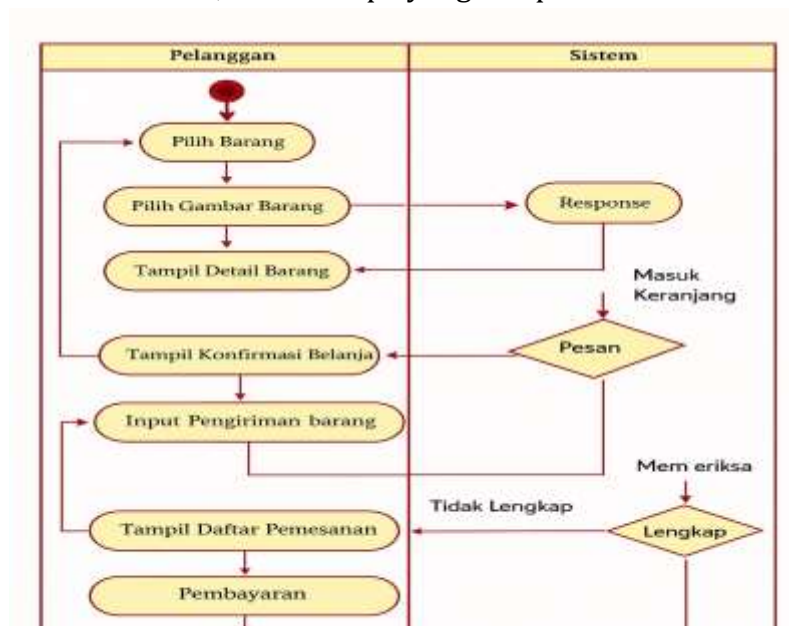 Pelanggan
Sistem
Pilih Barang
Pilih Gambar Barang
Response
Tampil Detail Barang
Masuk
Keranjang
Pesan
Tampil Konfirmasi Belanja
Input Pengiriman barang
Mem eriksa
Tidak Lengkap
Lengkap
Tampil Daftar Pemesanan
Pembayaran